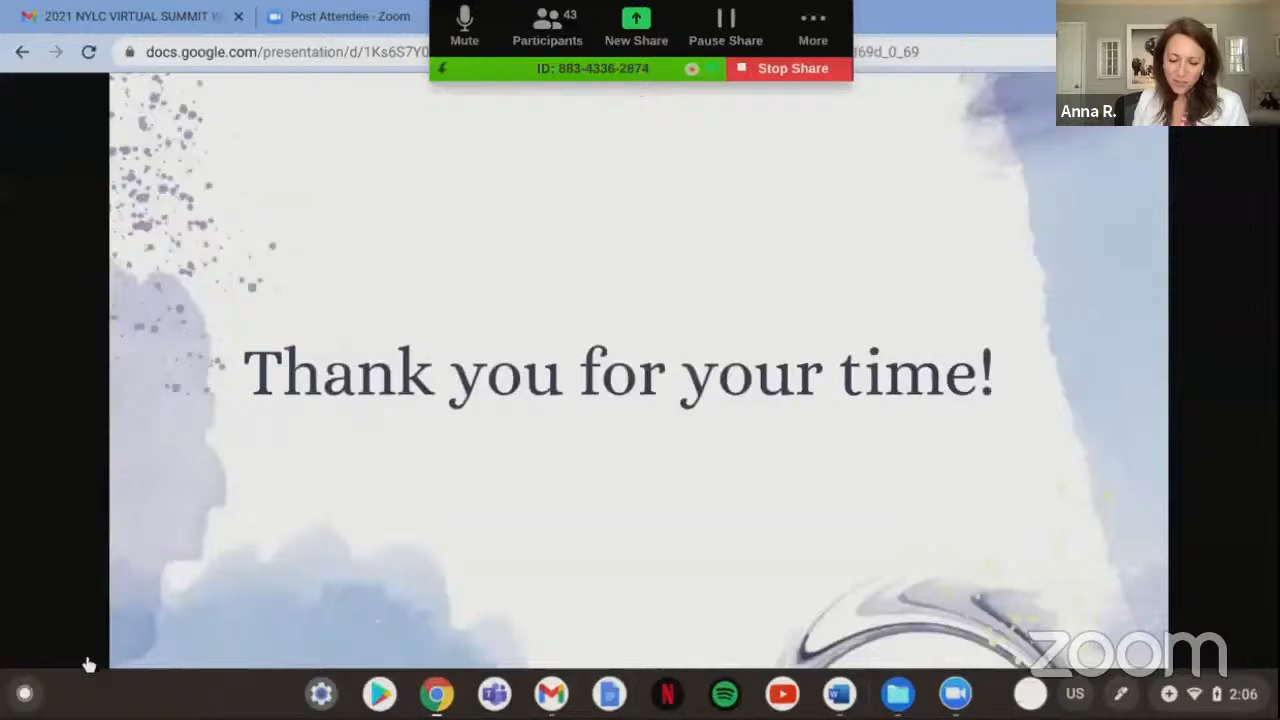 2021 NYLC VIRTUAL SUMMIT
Post Attendee - Zoom
docs.google.com/presentation/d/1Ks6S7Y0
69d_0_69
Mute
Participants
43
New Share
Pause Share
More
ID: 883-4336-2874
Stop Share
Anna R.
Thank you for your time!
zoom
US
2:06